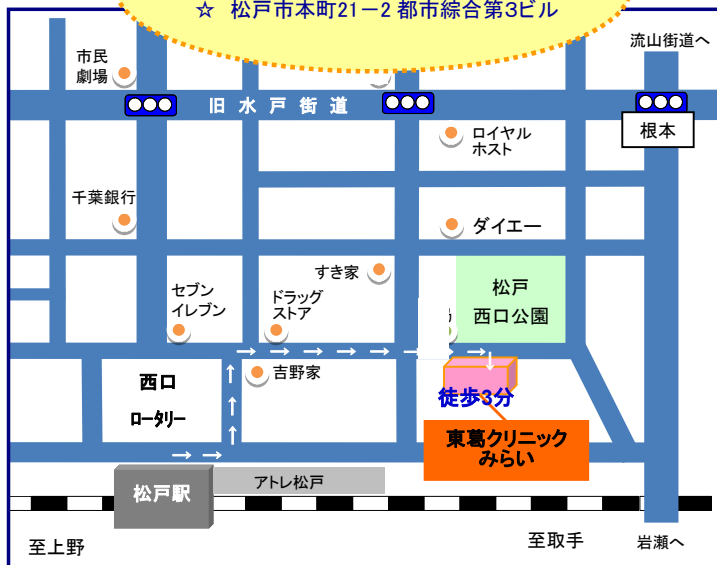 ☆ 松戸市本町21－2 都市綜合第3ビル
流山街道へ
市民
劇場
旧水戸街道
根本
ロイヤル
ホスト
千葉銀行
ダイエー
すき家
松戸
西口公園
セブン
イレブン
ドラッグ
ストア
吉野家
西口
ロータリー
徒歩3分
東葛クリニック
みらい
アトレ松戸
松戸駅
至上野
至取手
岩瀬へ